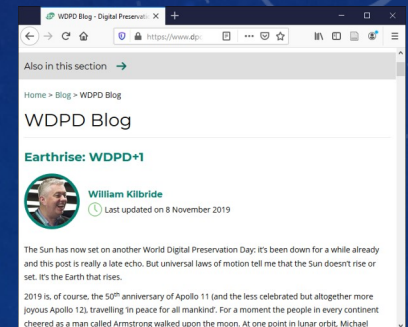 WDPD Blog - Digital Preservatic
https://www.dpc
Also in this section
Home > Blog > WDPD Blog
WDPD Blog
Earthrise: WDPD+1
William Kilbride
Last updated on 8 November 2019
The Sun has now set on another World Digital Preservation Day: it's been down for a while already
and this post is really a late echo. But universal laws of motion tell me that the Sun doesn't rise or
set. It's the Earth that rises.
2019 is, of course, the 50th anniversary of Apollo 11 (and the less celebrated but altogether more
joyous Apollo 12), travelling 'in peace for all mankind'. For a moment the people in every continent
cheered as a man called Armstrong walked upon the moon. At one point in lunar orbit, Michael